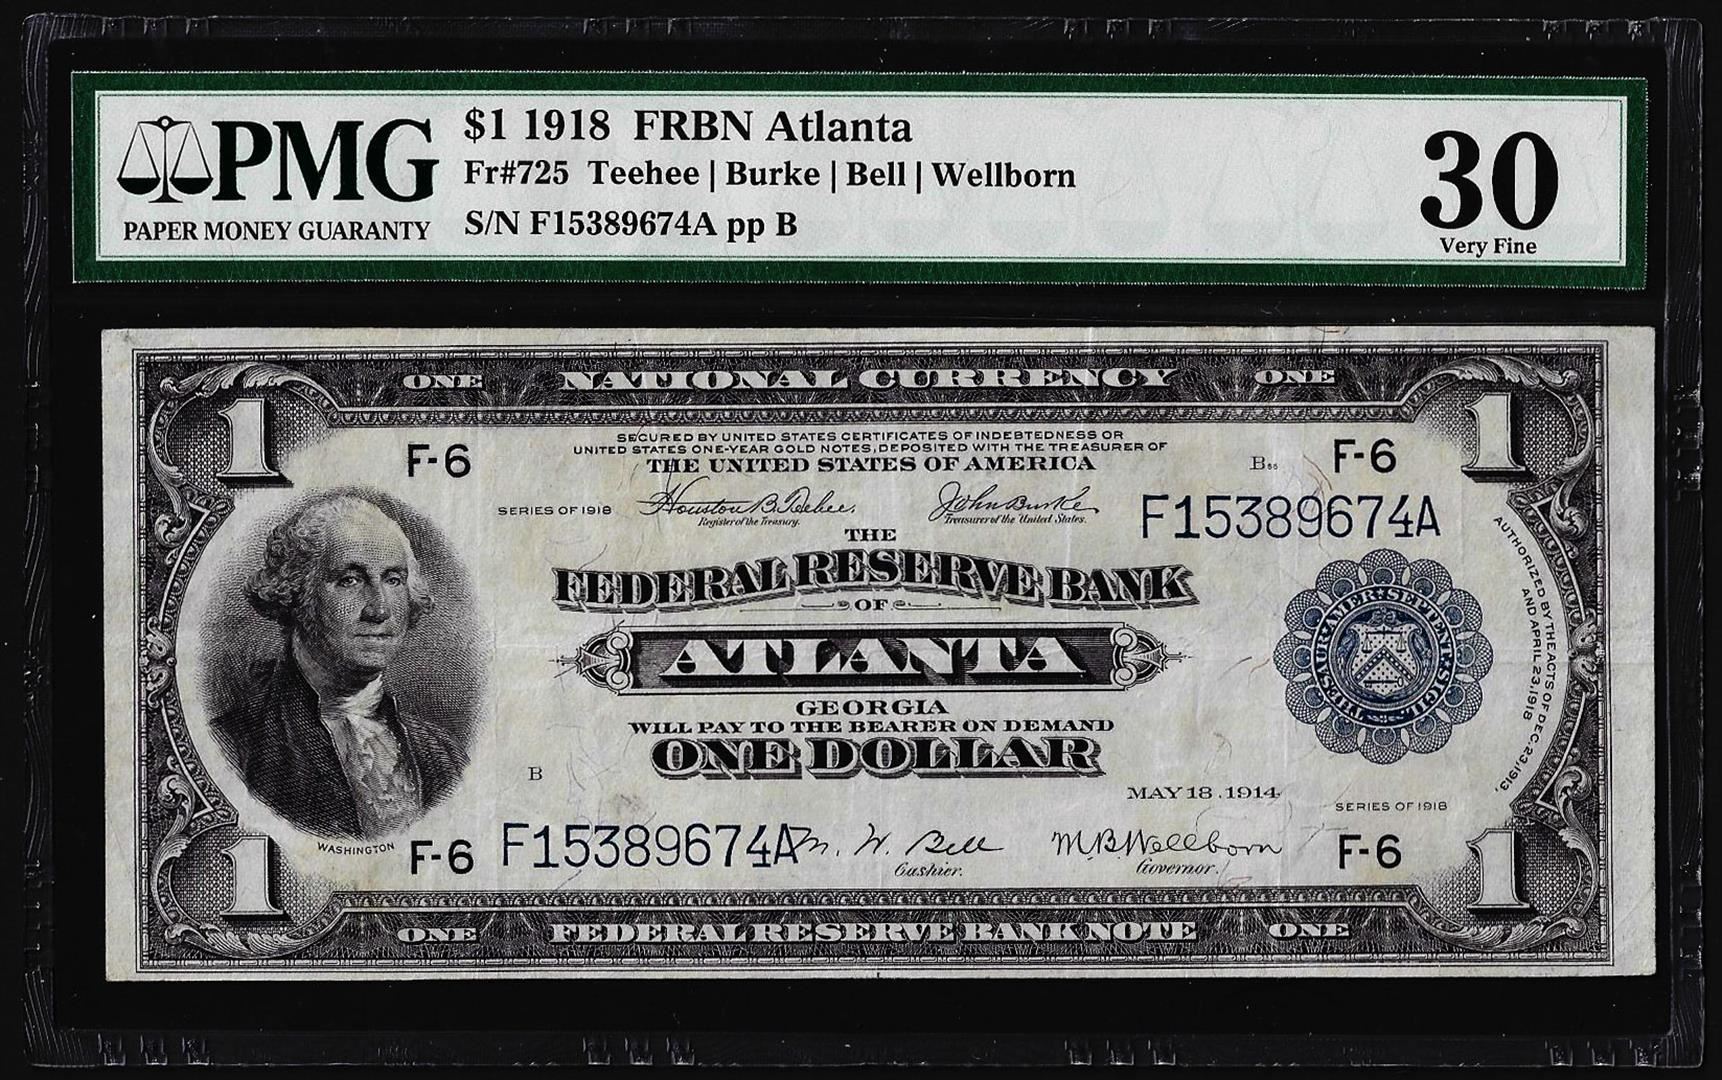 PMG
PAPER MONEY GUARANTY
$1 1918 FRBN Atlanta
Fr#725 Teehee | Burke | Bell | Wellborn
S/N F15389674A pp B
30
Very Fine
ONE NATIONAL CURRENCY ONE
1 1
SECURED BY UNITED STATES CERTIFICATES OF INDEBTEDNESS OR
UNITED STATES ONE-YEAR GOLD NOTES, DEPOSITED WITH THE TREASURER OF
THE UNITED STATES OF AMERICA
F-6 F-6
SERIES OF 1918
Houston B. Teehee.
Register of the Treasury.
John Burke
Treasurer of the United States.
F15389674A
THE
FEDERAL RESERVE BANK
OF
ATLANTA
GEORGIA
WILL PAY TO THE BEARER ON DEMAND
ONE DOLLAR
THESAUR. AMER. SEPTENT. SIGIL.
AUTHORIZED BY THE ACTS OF DEC. 23, 1913,
AND APRIL 23, 1918
B
MAY 18. 1914
SERIES OF 1918
WASHINGTON
F-6 F15389674A
M. W. Bell
Cashier.
M.B. Wellborn
Governor.
F-6
1 1
ONE FEDERAL RESERVE BANK NOTE ONE